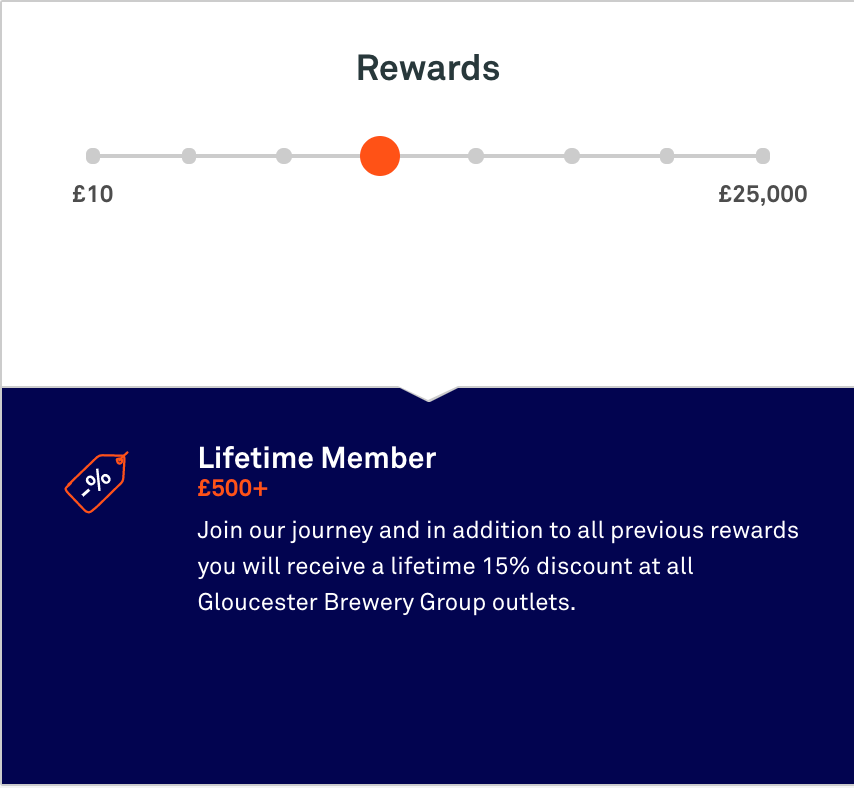 Rewards
£10
£25,000
-%
Lifetime Member
£500+
Join our journey and in addition to all previous rewards
you will receive a lifetime 15% discount at all
Gloucester Brewery Group outlets.